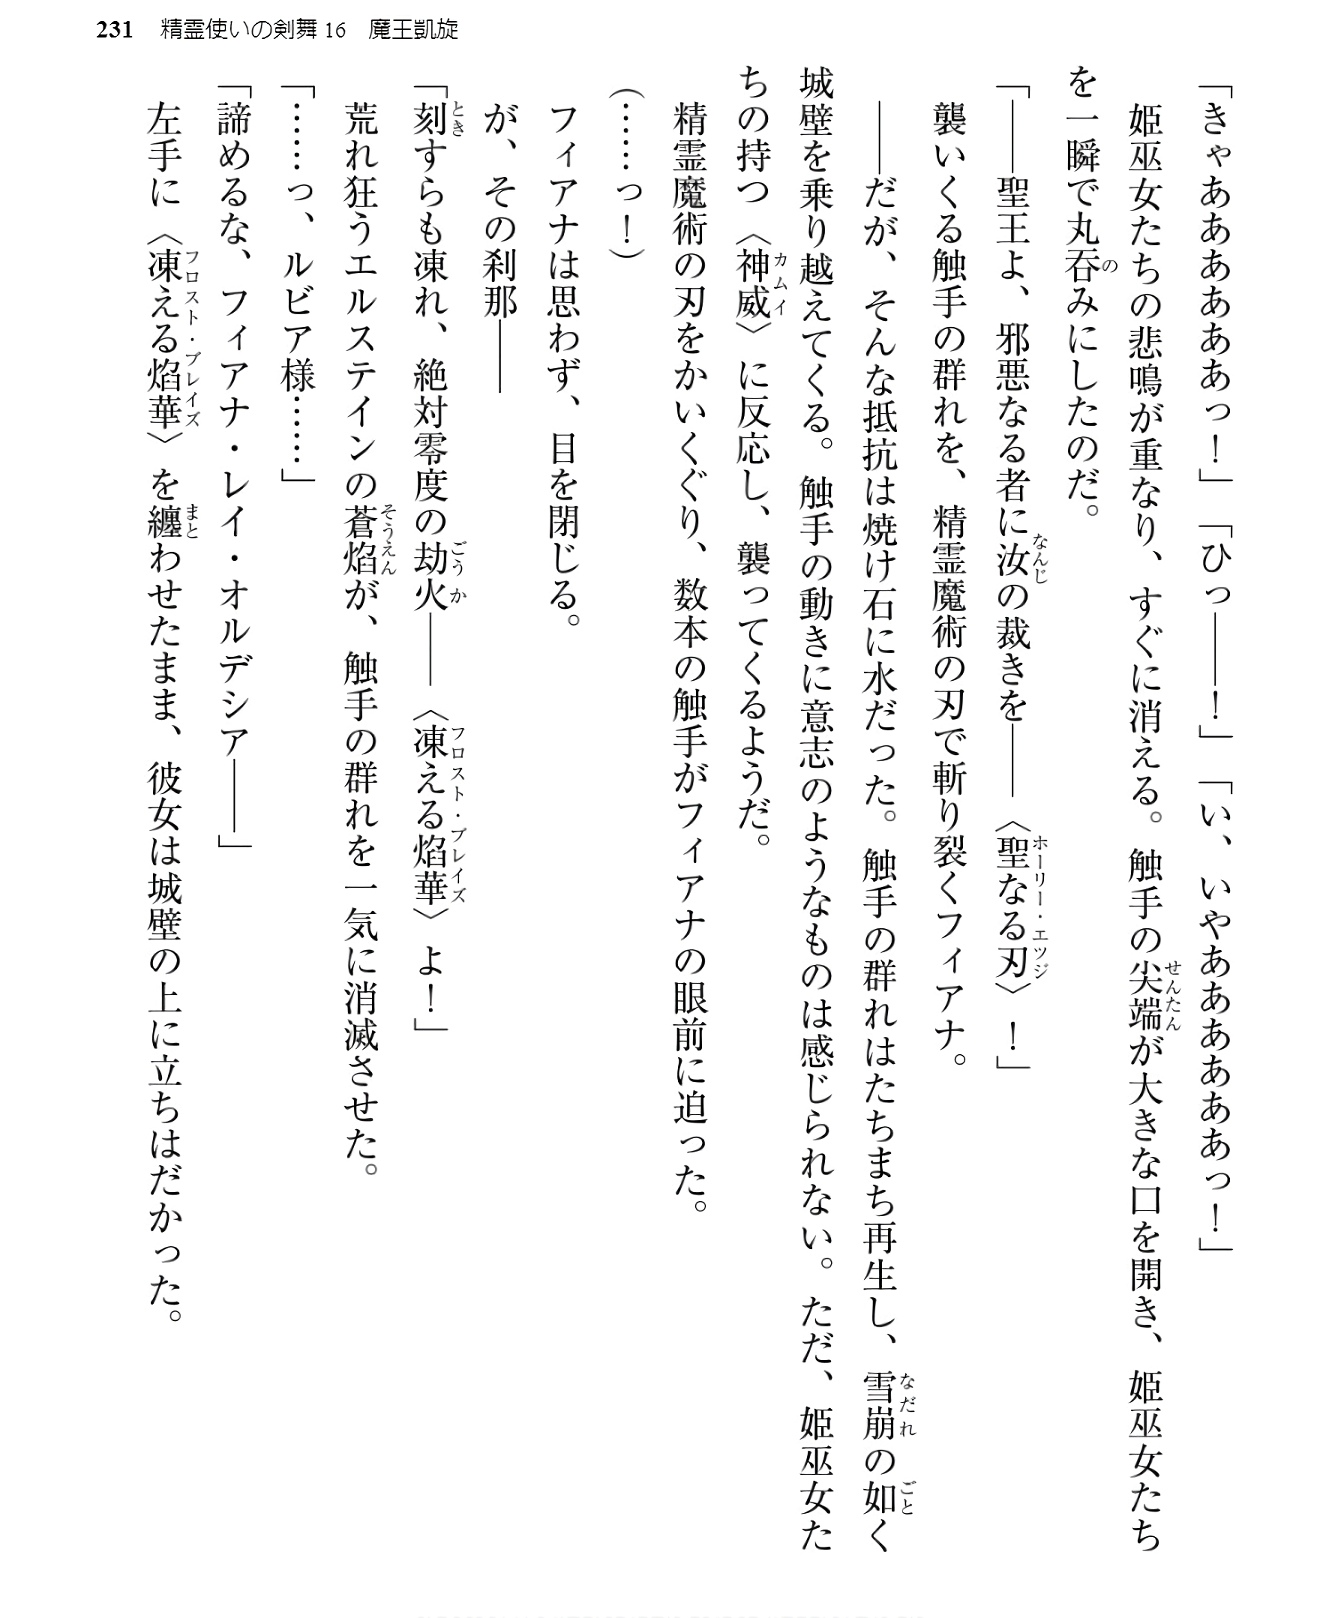 231 精霊使いの剣舞16 魔王凱旋
「きゃああああああっ！」「ひっ――！」「い、いやああああああっ！」
姫巫女たちの悲鳴が重なり、すぐに消える。触手の尖端が大きな口を開き、姫巫女たち
を一瞬で丸呑みにしたのだ。
「――聖王よ、邪悪なる者に汝の裁きを――〈聖なる刃〉！」
襲いくる触手の群れを、精霊魔術の刃で斬り裂くフィアナ。
――だが、そんな抵抗は焼け石に水だった。触手の群れはたちまち再生し、雪崩の如く
城壁を乗り越えてくる。触手の動きに意志のようなものは感じられない。ただ、姫巫女た
ちの持つ〈神威〉に反応し、襲ってくるようだ。
精霊魔術の刃をかいくぐり、数本の触手がフィアナの眼前に迫った。
（……っ！）
フィアナは思わず、目を閉じる。
が、その刹那――
「刻すらも凍れ、絶対零度の劫火――〈凍える焰華〉よ！」
荒れ狂うエルステインの蒼焰が、触手の群れを一気に消滅させた。
「……っ、ルビア様……」
「諦めるな、フィアナ・レイ・オルデシア――」
左手に〈凍える焰華〉を纏わせたまま、彼女は城壁の上に立ちはだかった。